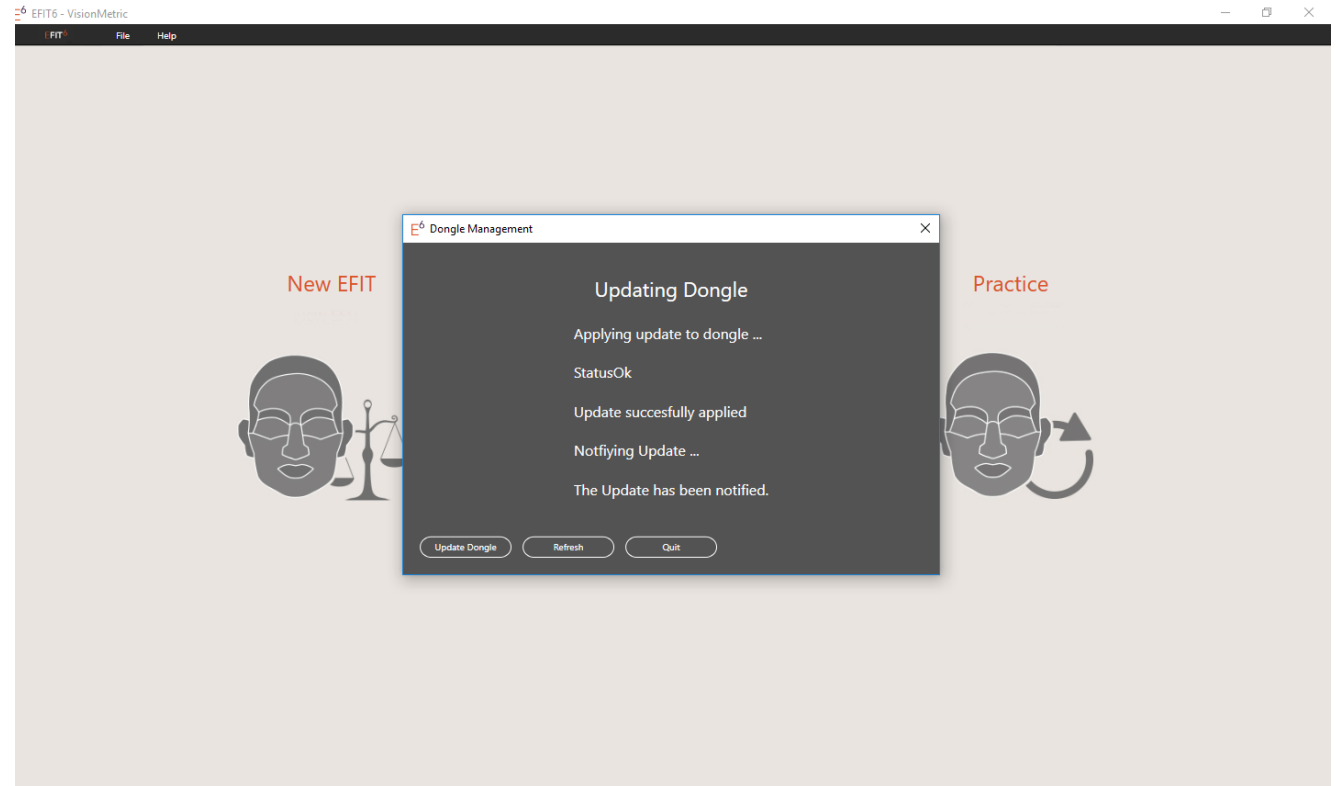 E6 EFIT6 - VisionMetric
EFIT6 File Help
E6 Dongle Management
New EFIT
Updating Dongle
Practice
Applying update to dongle ...
StatusOk
Update succesfully applied
Notfiying Update ...
The Update has been notified.
Update Dongle Refresh Quit